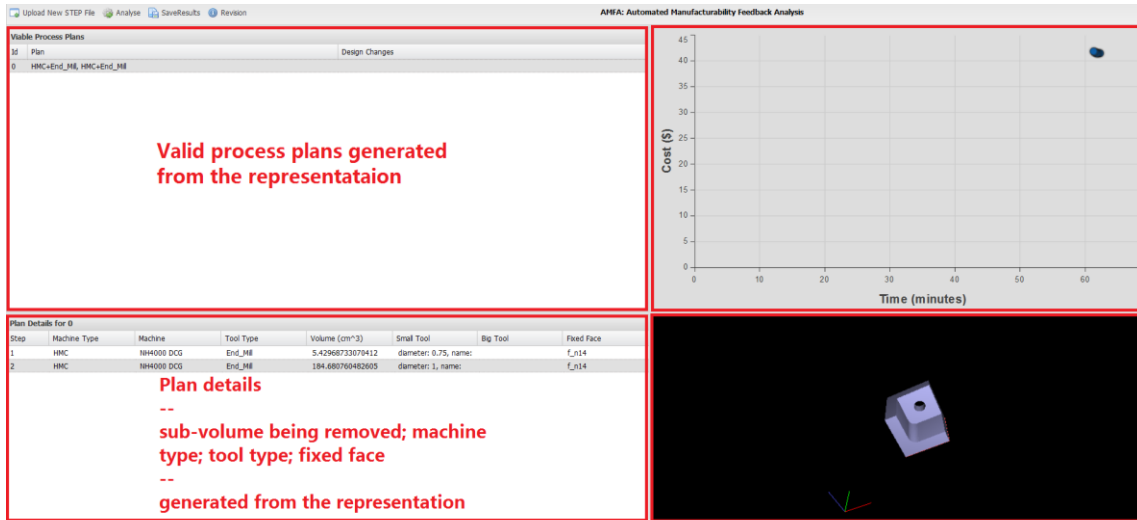 Upload New STEP File Analyse SaveResults Revision AMFA: Automated Manufacturability Feedback Analysis
Viable Process Plans
Id Plan Design Changes
0 HMC+End_Mill, HMC+End_Mill
Valid process plans generated
from the representataion
45
40
35
30
25
20
15
10
5
0
Cost ($)
0 10 20 30 40 50 60
Time (minutes)
Plan Details for 0
Step Machine Type Machine Tool Type Volume (cm^3) Small Tool Big Tool Fixed Face
1 HMC NH4000 DCG End_Mill 5.42968733070412 diameter: 0.75, name: f_n14
2 HMC NH4000 DCG End_Mill 184.680760482605 diameter: 1, name: f_n14
Plan details
--
sub-volume being removed; machine
type; tool type; fixed face
--
generated from the representation